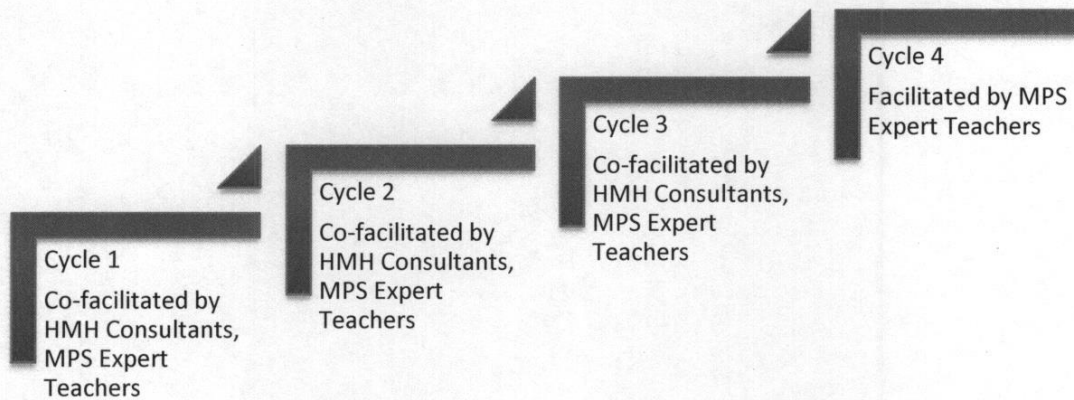 Cycle 1
Co-facilitated by
HMH Consultants,
MPS Expert
Teachers
Cycle 2
Co-facilitated by
HMH Consultants,
MPS Expert
Teachers
Cycle 3
Co-facilitated by
HMH Consultants,
MPS Expert
Teachers
Cycle 4
Facilitated by MPS
Expert Teachers